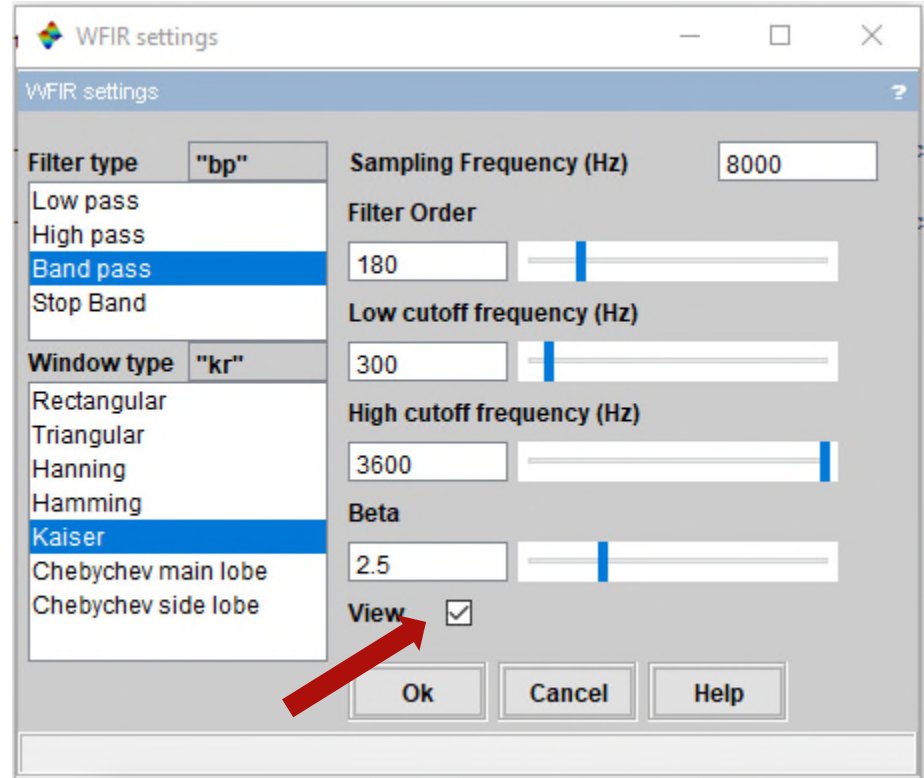 WFIR settings
WFIR settings
?
Filter type "bp"
Low pass
High pass
Band pass
Stop Band
Window type "kr"
Rectangular
Triangular
Hanning
Hamming
Kaiser
Chebychev main lobe
Chebychev side lobe
Sampling Frequency (Hz) 8000
Filter Order
180
Low cutoff frequency (Hz)
300
High cutoff frequency (Hz)
3600
Beta
2.5
View
Ok Cancel Help